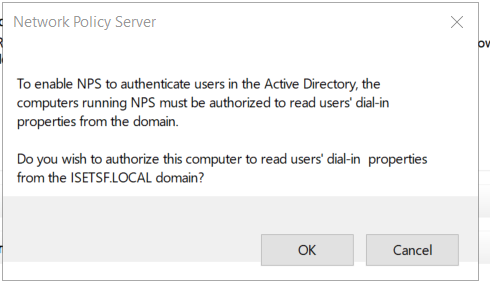 Network Policy Server
To enable NPS to authenticate users in the Active Directory, the
computers running NPS must be authorized to read users' dial-in
properties from the domain.
Do you wish to authorize this computer to read users' dial-in  properties
from the ISETSF.LOCAL domain?
OK
Cancel